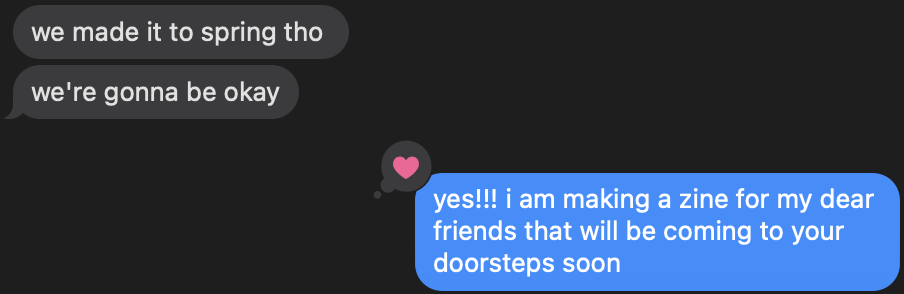 we made it to spring tho
we're gonna be okay
yes!!! i am making a zine for my dear
friends that will be coming to your
doorsteps soon